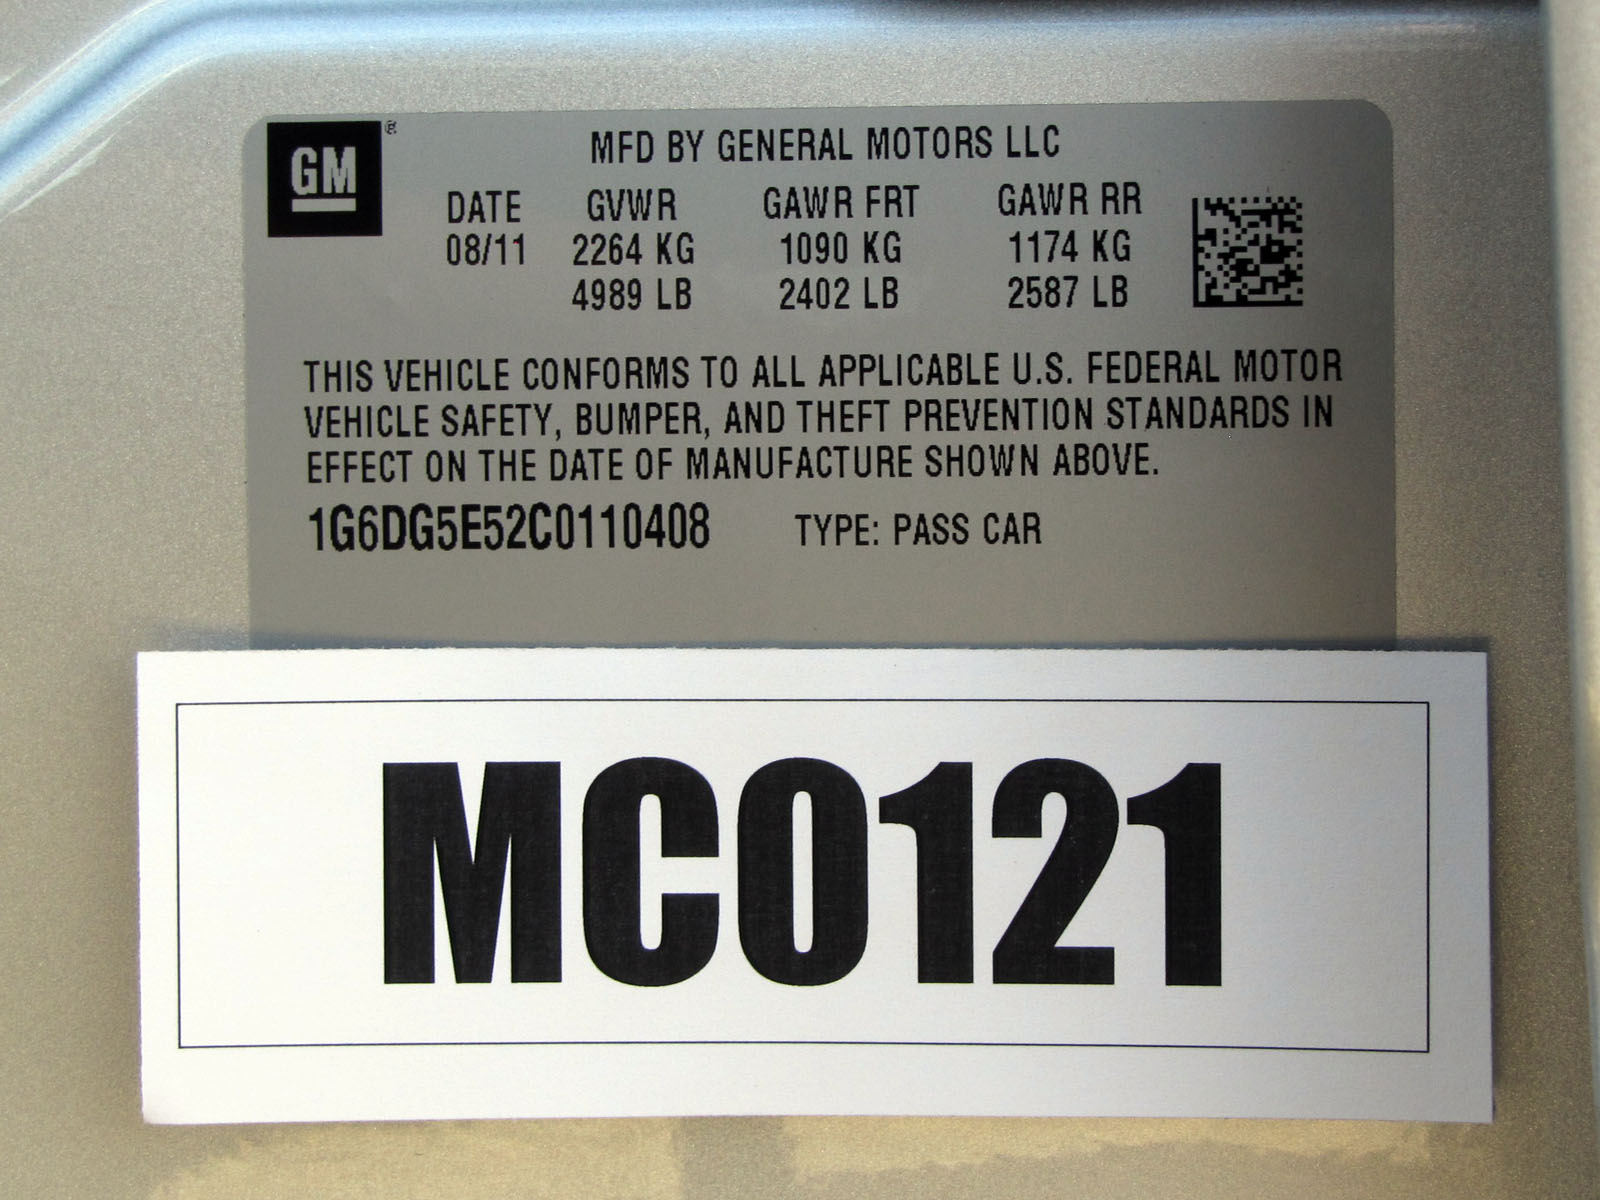 GM ®
MFD BY GENERAL MOTORS LLC
DATE GVWR GAWR FRT GAWR RR
08/11 2264 KG 1090 KG 1174 KG
4989 LB 2402 LB 2587 LB
THIS VEHICLE CONFORMS TO ALL APPLICABLE U.S. FEDERAL MOTOR
VEHICLE SAFETY, BUMPER, AND THEFT PREVENTION STANDARDS IN
EFFECT ON THE DATE OF MANUFACTURE SHOWN ABOVE.
1G6DG5E52C0110408 TYPE: PASS CAR
MC0121